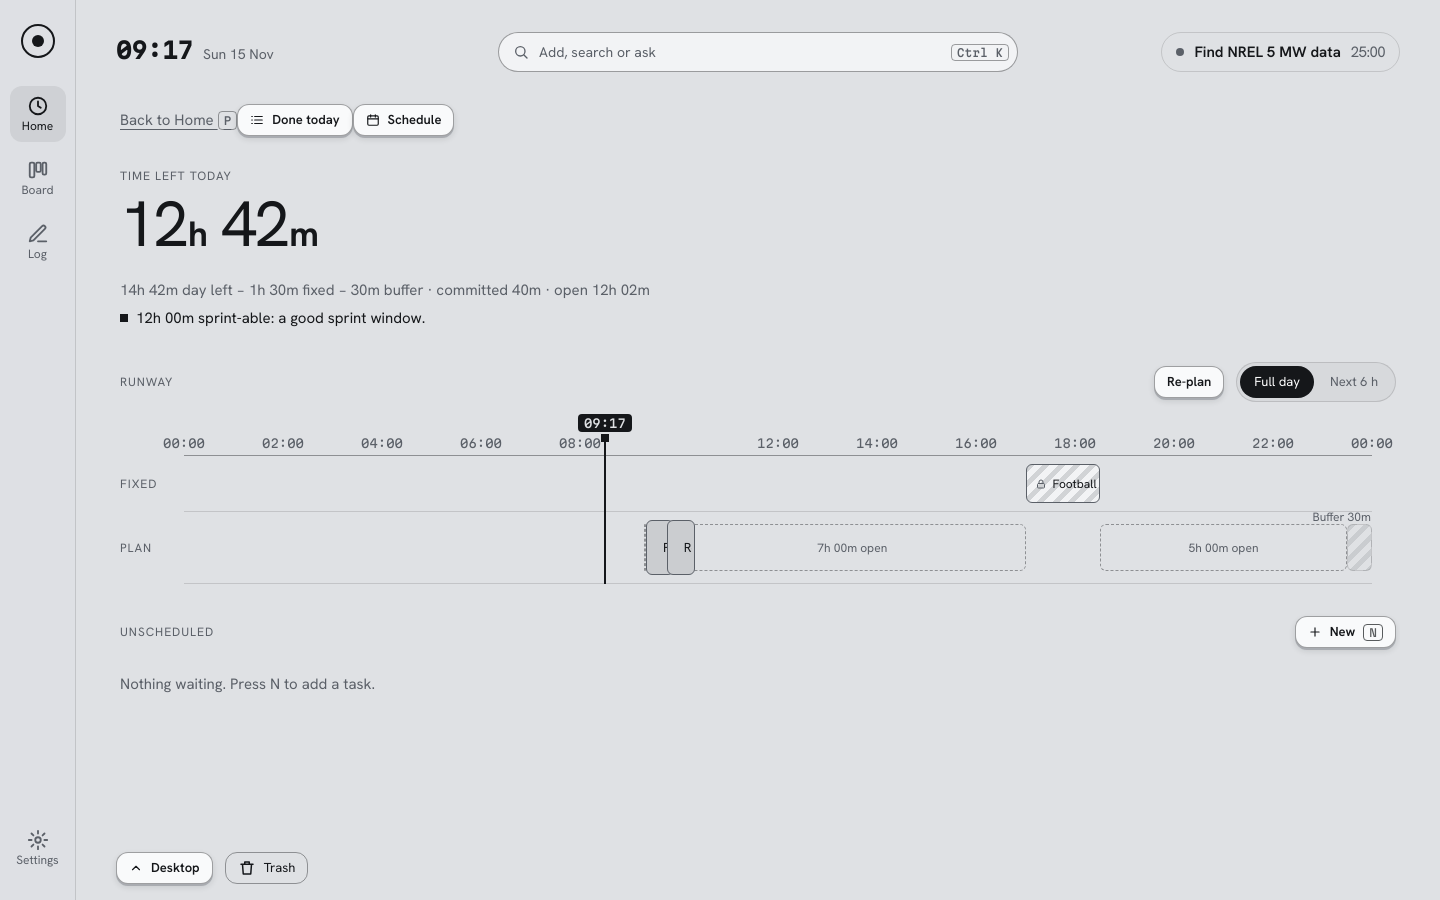 09:17 Sun 15 Nov
Add, search or ask
Ctrl K
Find NREL 5 MW data 25:00
Home
Board
Log
Settings
Back to Home P
Done today
Schedule
TIME LEFT TODAY
12h 42m
14h 42m day left – 1h 30m fixed – 30m buffer · committed 40m · open 12h 02m
12h 00m sprint-able: a good sprint window.
RUNWAY
Re-plan
Full day
Next 6 h
09:17
00:00 02:00 04:00 06:00 08:00 12:00 14:00 16:00 18:00 20:00 22:00 00:00
FIXED
Football
Buffer 30m
PLAN
R
7h 00m open
5h 00m open
UNSCHEDULED
New N
Nothing waiting. Press N to add a task.
Desktop
Trash